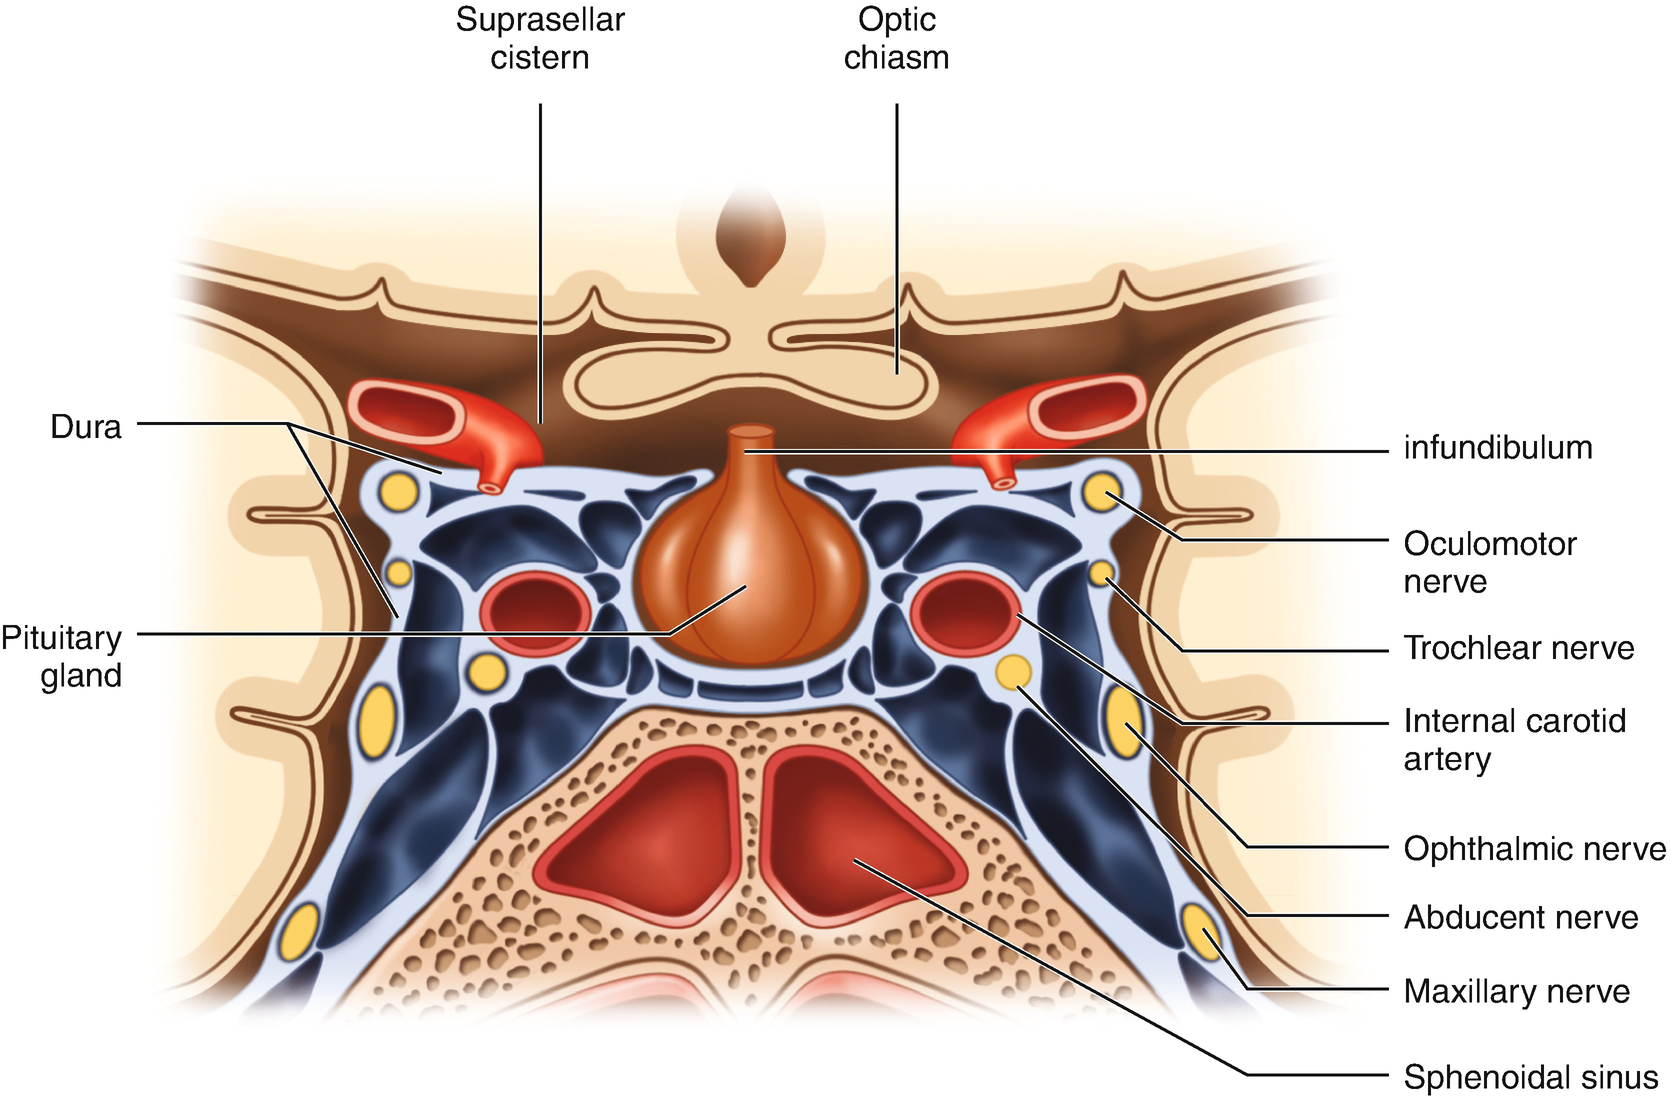 Suprasellar
cistern
Optic
chiasm
Dura
Pituitary
gland
infundibulum
Oculomotor
nerve
Trochlear nerve
Internal carotid
artery
Ophthalmic nerve
Abducent nerve
Maxillary nerve
Sphenoidal sinus